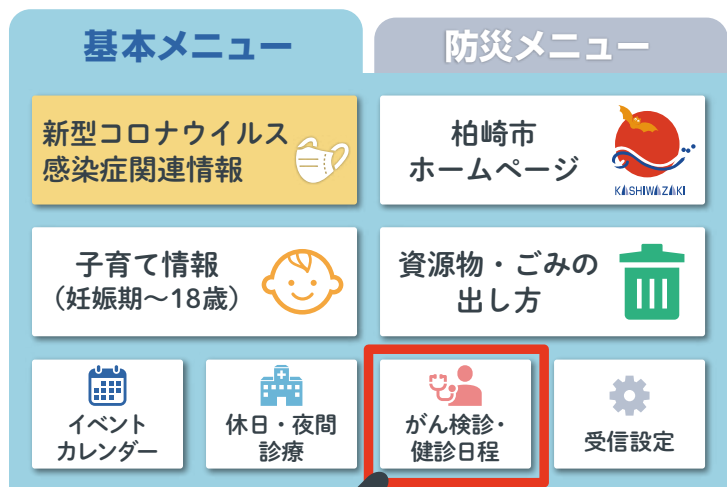 基本メニュー
防災メニュー
新型コロナウイルス
感染症関連情報
柏崎市
ホームページ
KASHIWAZAKI
子育て情報
（妊娠期～18歳）
資源物・ごみの
出し方
イベント
カレンダー
休日・夜間
診療
がん検診・
健診日程
受信設定